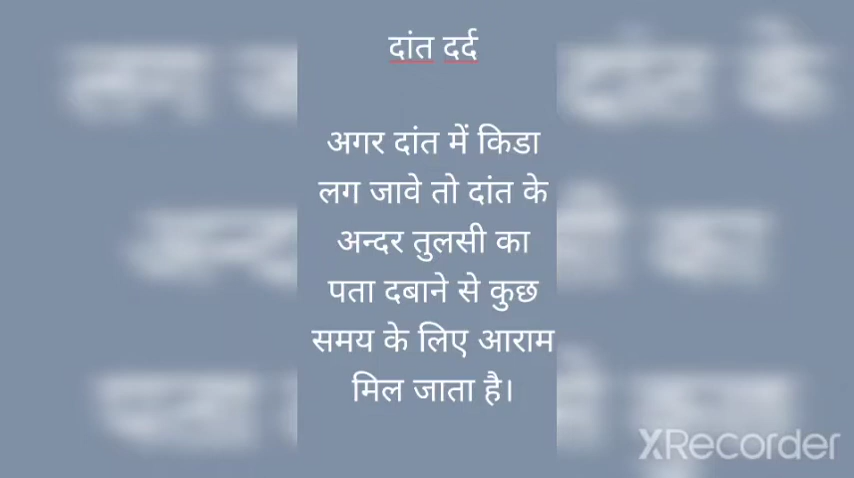 दांत दर्द
अगर दांत में किडा
लग जावे तो दांत के
अन्दर तुलसी का
पता दबाने से कुछ
समय के लिए आराम
मिल जाता है।
XRecorder